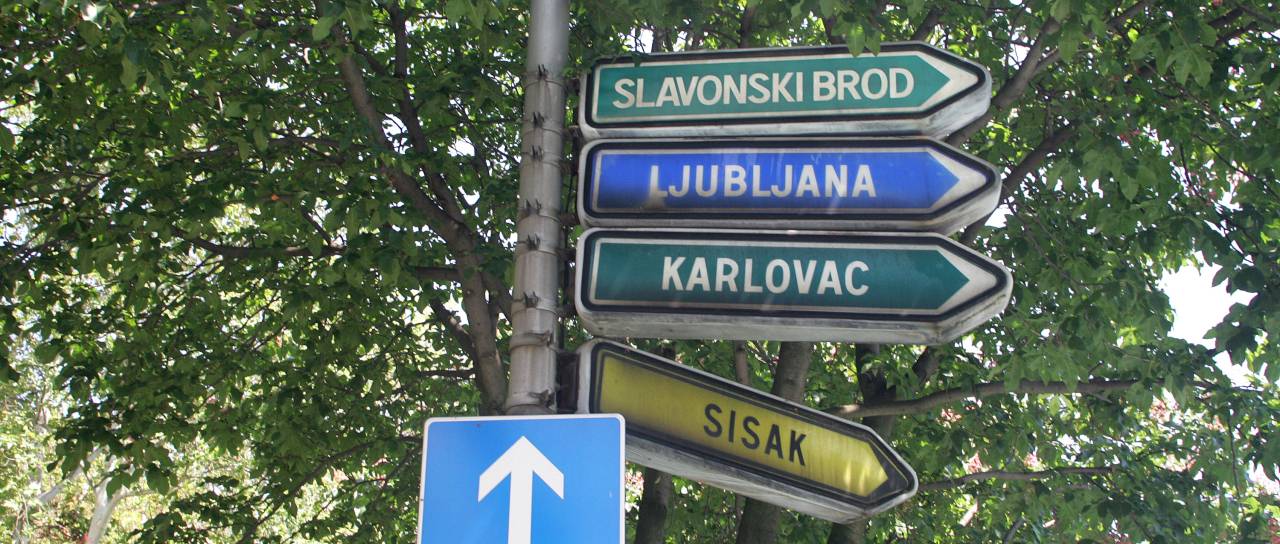 SLAVONSKI BROD
LJUBLJANA
KARLOVAC
SISAK